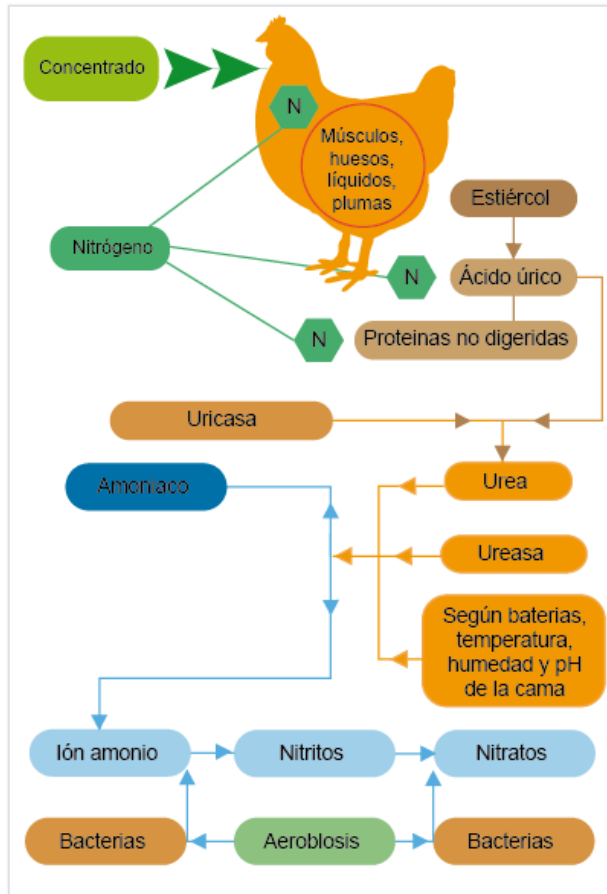 Concentrado
N
Músculos,
huesos,
líquidos,
plumas
Estiércol
Nitrógeno
N
Ácido úrico
N
Proteinas no digeridas
Uricasa
Amoniaco
Urea
Ureasa
Según baterias,
temperatura,
humedad y pH
de la cama
Ión amonio
Nitritos
Nitratos
Bacterias
Aeroblosis
Bacterias